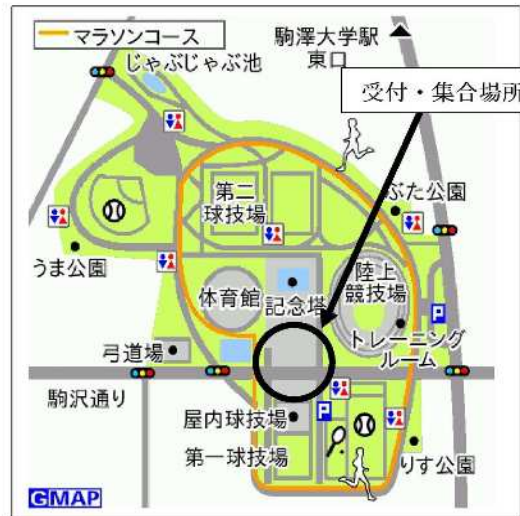 マラソンコース
じゃぶじゃぶ池
駒澤大学駅
東口
受付・集合場所
第二
球技場
ぶた公園
うま公園
体育館
記念塔
陸上
競技場
P
トレーニング
ルーム
弓道場
駒沢通り
屋内球技場
P
第一球技場
りす公園
GMAP